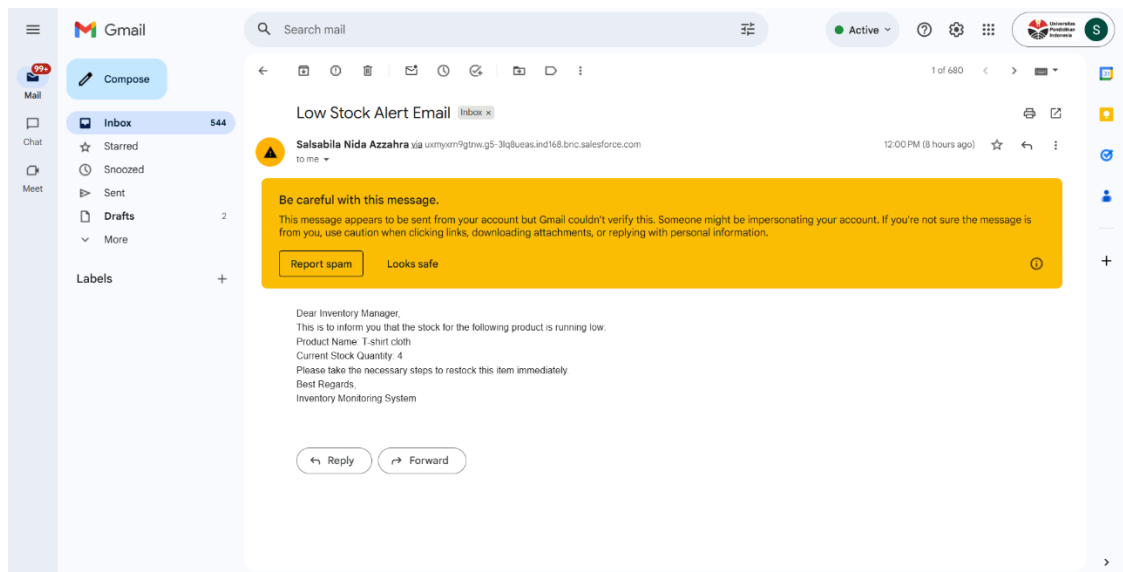 Gmail
Search mail
Active
Universitas
Pendidikan
Indonesia
S
99+
Mail
Chat
Meet
Compose
Inbox 544
Starred
Snoozed
Sent
Drafts 2
More
Labels
1 of 680
31
Low Stock Alert Email Inbox ×
Salsabila Nida Azzahra via uxmyxm9gtnw.g5-3lq8ueas.ind168.bnc.salesforce.com 12:00 PM (8 hours ago)
to me
Be careful with this message.
This message appears to be sent from your account but Gmail couldn't verify this. Someone might be impersonating your account. If you're not sure the message is
from you, use caution when clicking links, downloading attachments, or replying with personal information.
Report spam Looks safe
Dear Inventory Manager,
This is to inform you that the stock for the following product is running low:
Product Name: T-shirt cloth
Current Stock Quantity: 4
Please take the necessary steps to restock this item immediately.
Best Regards,
Inventory Monitoring System
Reply Forward